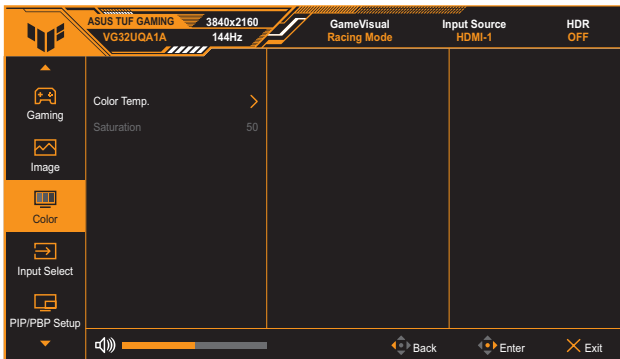 ASUS TUF GAMING 3840x2160 GameVisual Input Source HDR
VG32UQA1A 144Hz Racing Mode HDMI-1 OFF
Gaming
Color Temp.
Saturation 50
Image
Color
Input Select
PIP/PBP Setup
Back Enter Exit